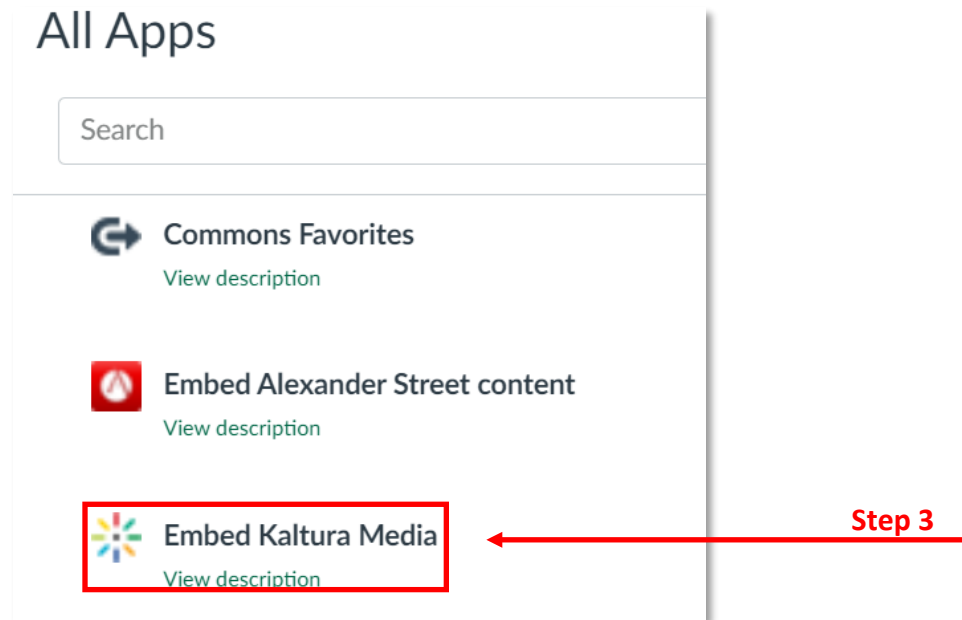 All Apps
Search
Commons Favorites
View description
Embed Alexander Street content
View description
Embed Kaltura Media
View description
Step 3